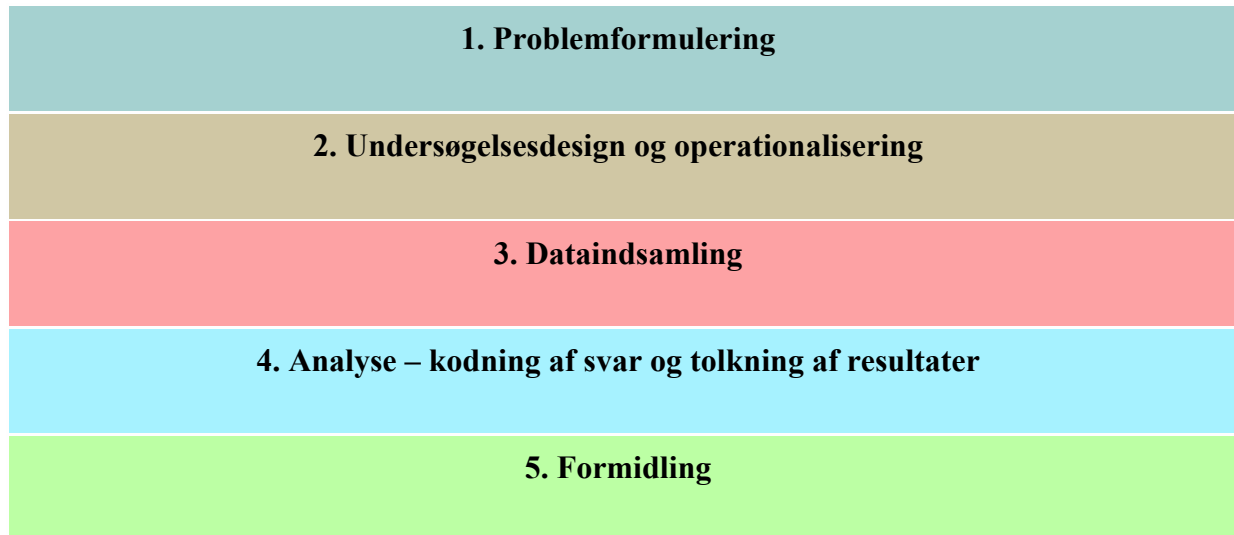 1. Problemformulering
2. Undersøgelsesdesign og operationalisering
3. Dataindsamling
4. Analyse – kodning af svar og tolkning af resultater
5. Formidling